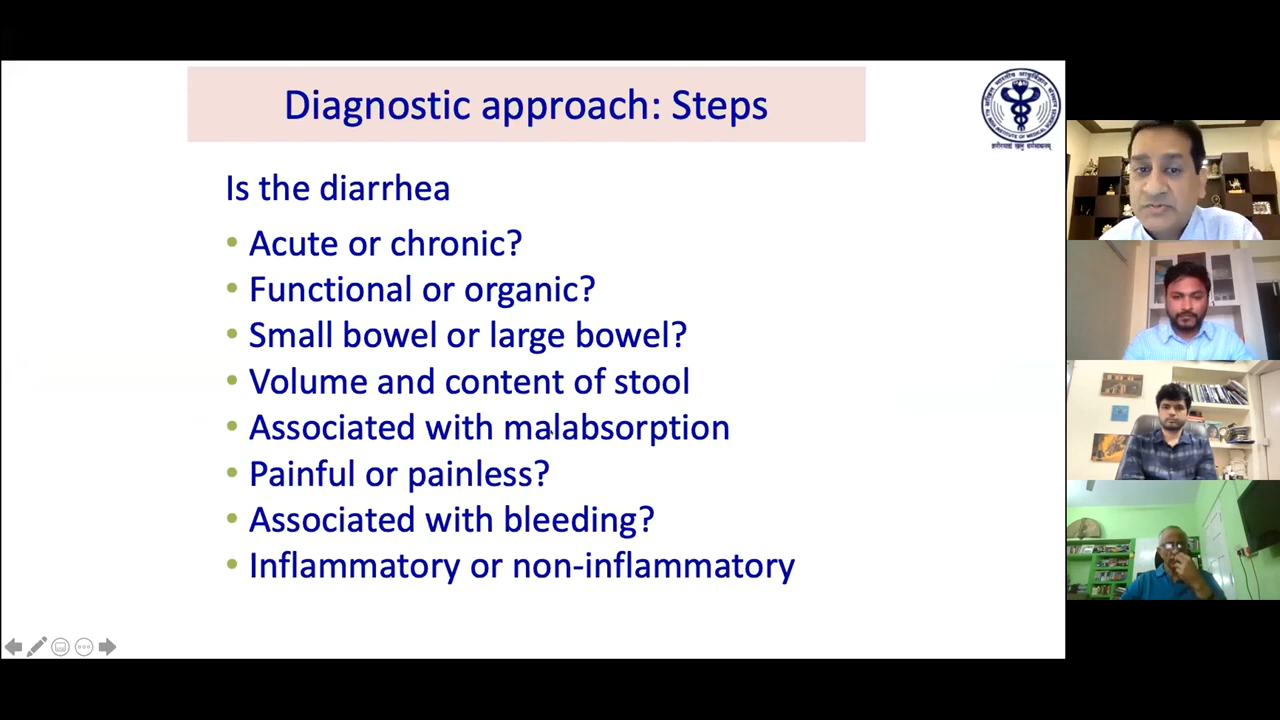 Diagnostic approach: Steps
Is the diarrhea
• Acute or chronic?
• Functional or organic?
• Small bowel or large bowel?
• Volume and content of stool
• Associated with malabsorption
• Painful or painless?
• Associated with bleeding?
• Inflammatory or non-inflammatory